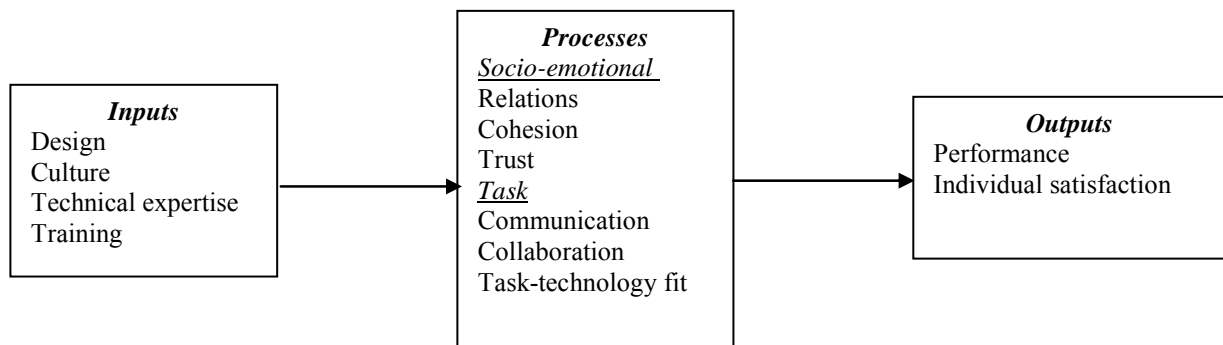 Inputs
Design
Culture
Technical expertise
Training
Processes
Socio-emotional
Relations
Cohesion
Trust
Task
Communication
Collaboration
Task-technology fit
Outputs
Performance
Individual satisfaction